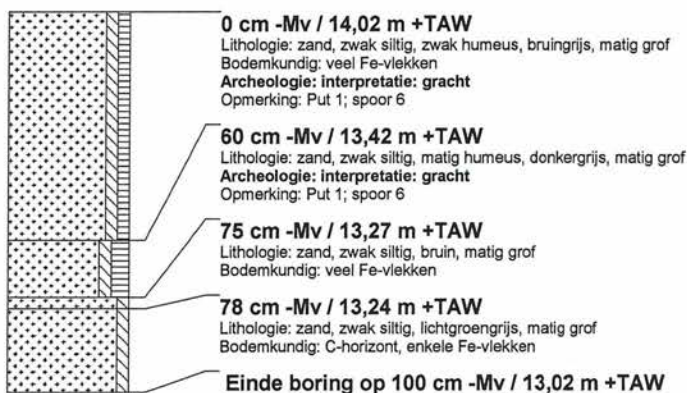 0 cm -Mv / 14,02 m +TAW
Lithologie: zand, zwak siltig, zwak humeus, bruingrijs, matig grof
Bodemkundig: veel Fe-vlekken
Archeologie: interpretatie: gracht
Opmerking: Put 1; spoor 6
60 cm -Mv / 13,42 m +TAW
Lithologie: zand, zwak siltig, matig humeus, donkergrijs, matig grof
Archeologie: interpretatie: gracht
Opmerking: Put 1; spoor 6
75 cm -Mv / 13,27 m +TAW
Lithologie: zand, zwak siltig, bruin, matig grof
Bodemkundig: veel Fe-vlekken
78 cm -Mv / 13,24 m +TAW
Lithologie: zand, zwak siltig, lichtgroengrijs, matig grof
Bodemkundig: C-horizont, enkele Fe-vlekken
Einde boring op 100 cm -Mv / 13,02 m +TAW